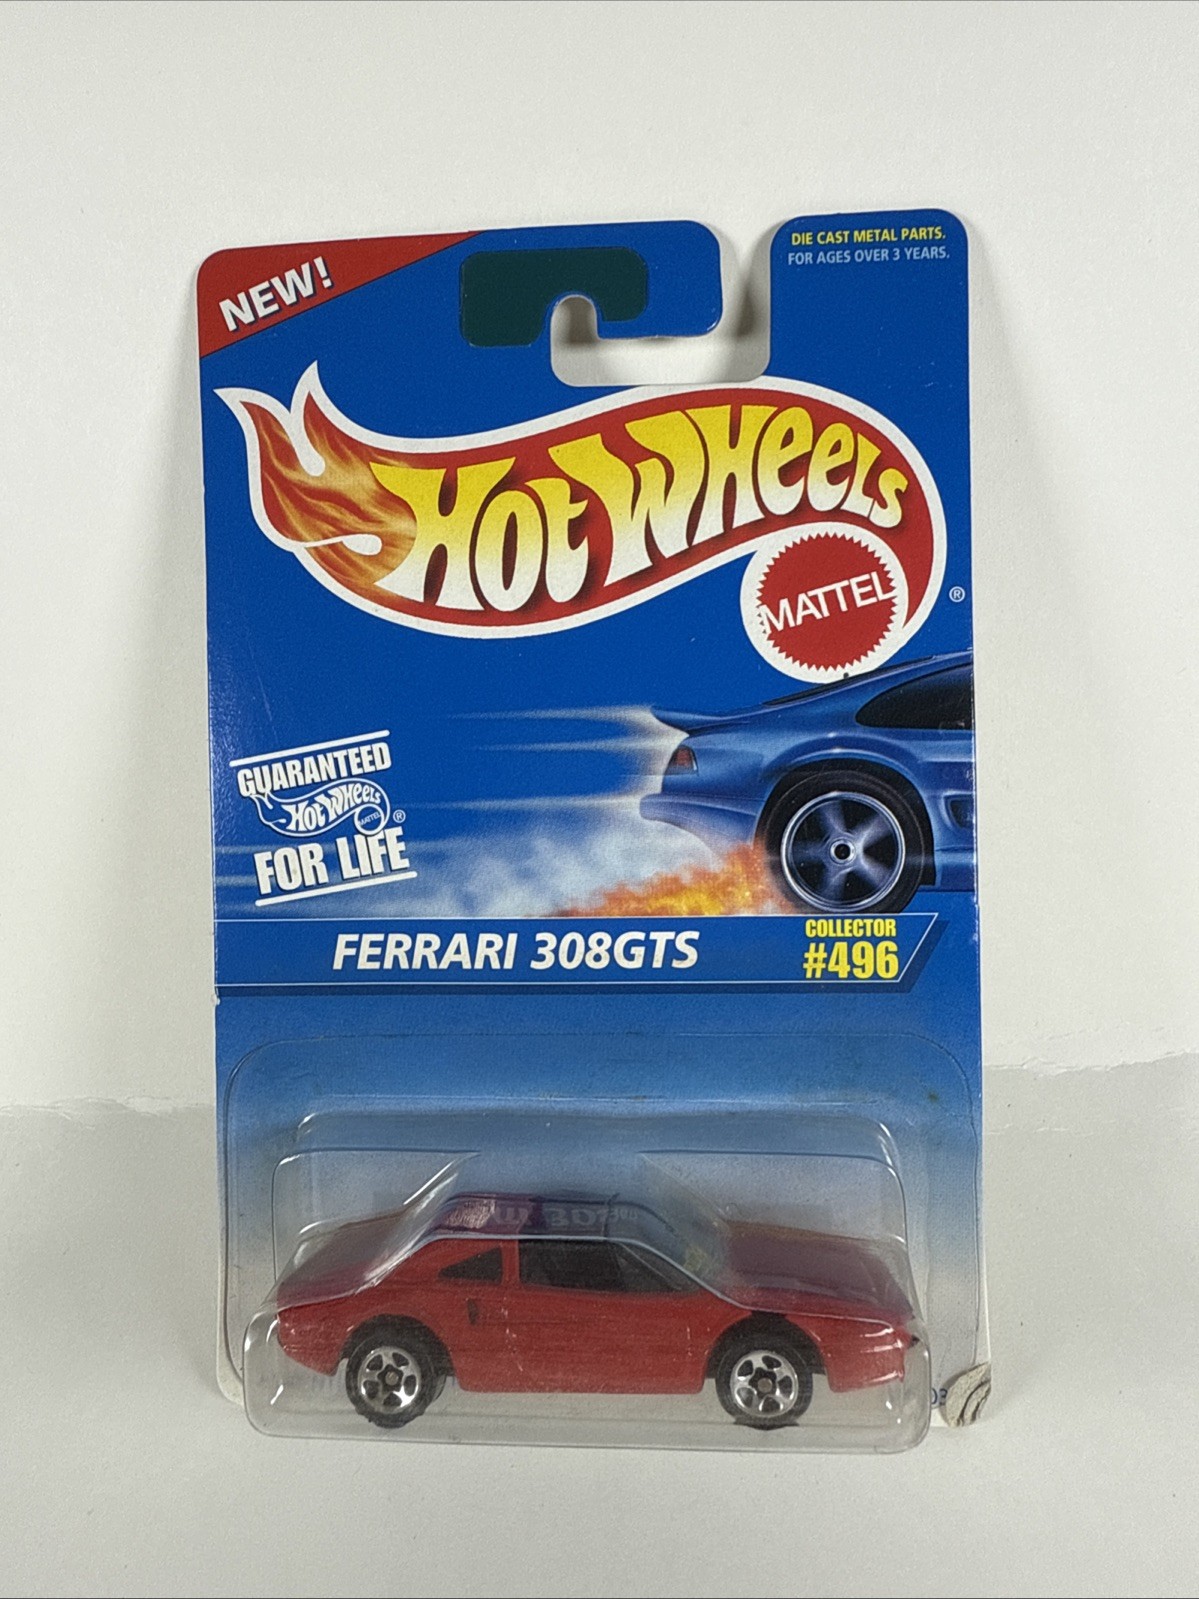 NEW!
DIE CAST METAL PARTS.
FOR AGES OVER 3 YEARS.
HOT WHEELS
MATTEL
®
GUARANTEED
HOT WHEELS
MATTEL
®
FOR LIFE
FERRARI 308GTS
COLLECTOR
#496